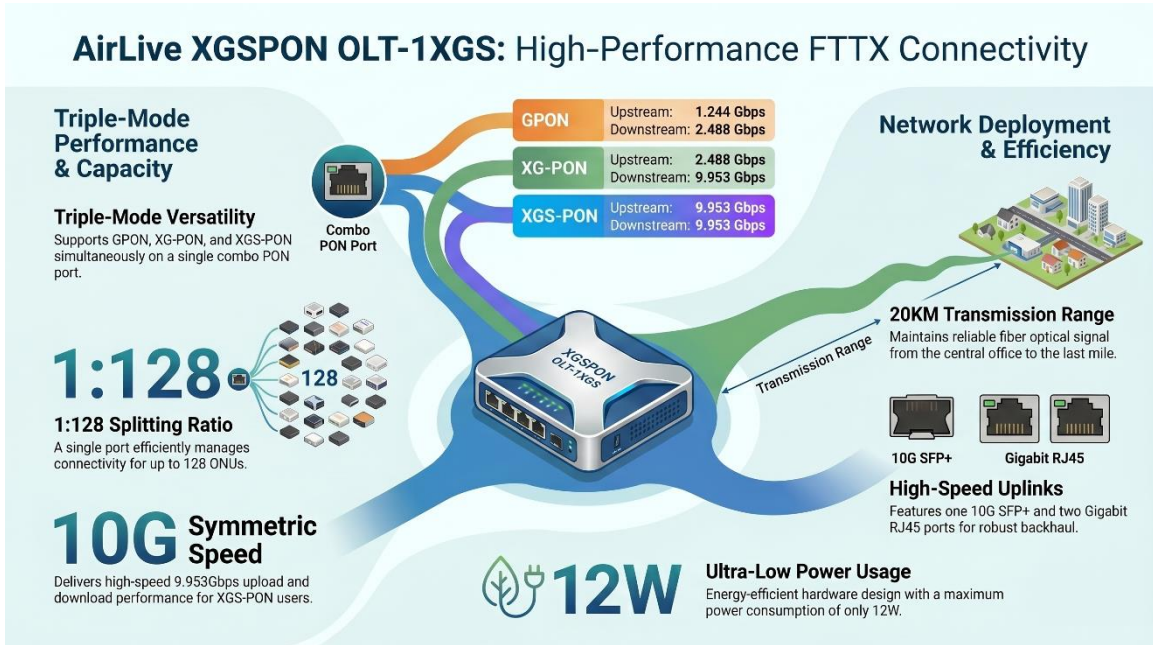 AirLive XGSPON OLT-1XGS: High-Performance FTTX Connectivity
Triple-Mode
Performance
& Capacity
Triple-Mode Versatility
Supports GPON, XG-PON, and XGS-PON
simultaneously on a single combo PON
port.
Combo
PON Port
GPON
Upstream: 1.244 Gbps
Downstream: 2.488 Gbps
XG-PON
Upstream: 2.488 Gbps
Downstream: 9.953 Gbps
XGS-PON
Upstream: 9.953 Gbps
Downstream: 9.953 Gbps
Network Deployment
& Efficiency
1:128
128
1:128 Splitting Ratio
A single port efficiently manages
connectivity for up to 128 ONUs.
XGSPON
OLT-1XGS
Transmission Range
20KM Transmission Range
Maintains reliable fiber optical signal
from the central office to the last mile.
10G SFP+
Gigabit RJ45
High-Speed Uplinks
Features one 10G SFP+ and two Gigabit
RJ45 ports for robust backhaul.
10G Symmetric
Speed
Delivers high-speed 9.953Gbps upload and
download performance for XGS-PON users.
12W
Ultra-Low Power Usage
Energy-efficient hardware design with a maximum
power consumption of only 12W.